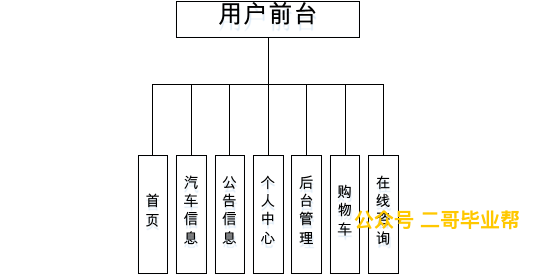 用户前台
首页
汽车信息
公告信息
个人中心
后台管理
购物车
在线咨询
公众号 二哥毕业帮